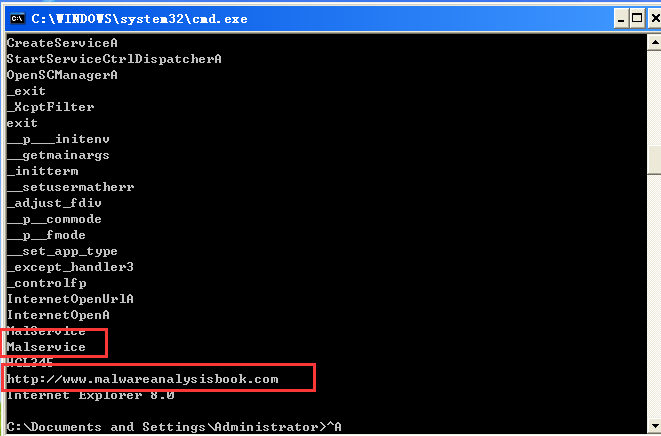 C:\WINDOWS\system32\cmd.exe
CreateServiceA
StartServiceCtrlDispatcherA
OpenSCManagerA
_exit
_XcptFilter
exit
__p___initenv
__getmainargs
_initterm
__setusermatherr
_adjust_fdiv
__p__commode
__p__fmode
__set_app_type
_except_handler3
_controlfp
InternetOpenUrlA
InternetOpenA
MalService
Malservice
HGL345
http://www.malwareanalysisbook.com
Internet Explorer 8.0
C:\Documents and Settings\Administrator>^A